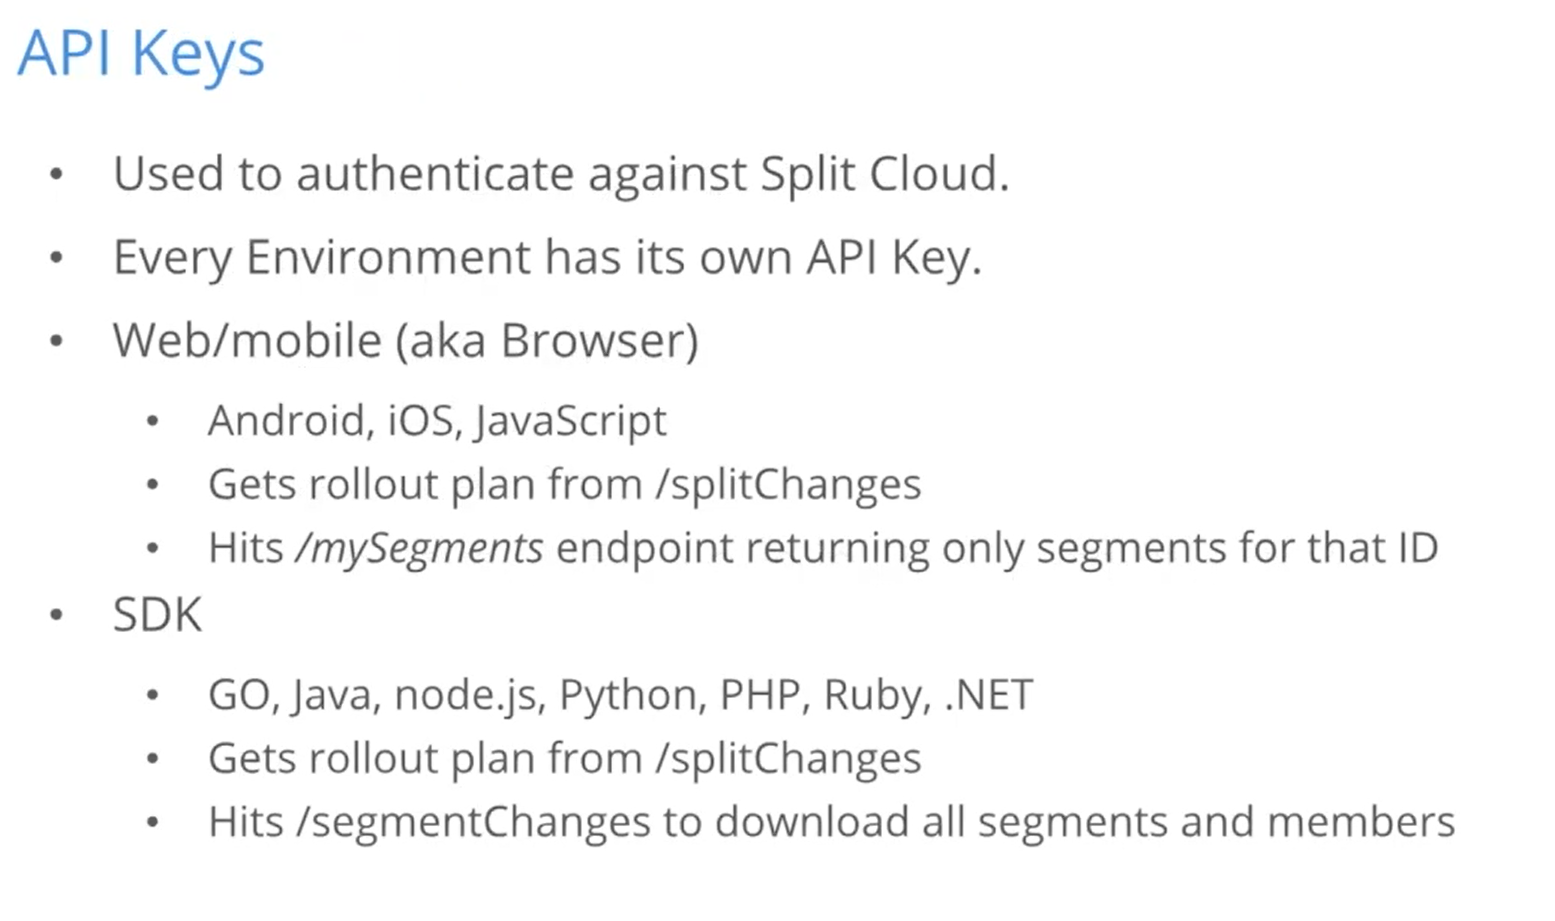 API Keys
• Used to authenticate against Split Cloud.
• Every Environment has its own API Key.
• Web/mobile (aka Browser)
• Android, iOS, JavaScript
• Gets rollout plan from /splitChanges
• Hits /mySegments endpoint returning only segments for that ID
• SDK
• GO, Java, node.js, Python, PHP, Ruby, .NET
• Gets rollout plan from /splitChanges
• Hits /segmentChanges to download all segments and members